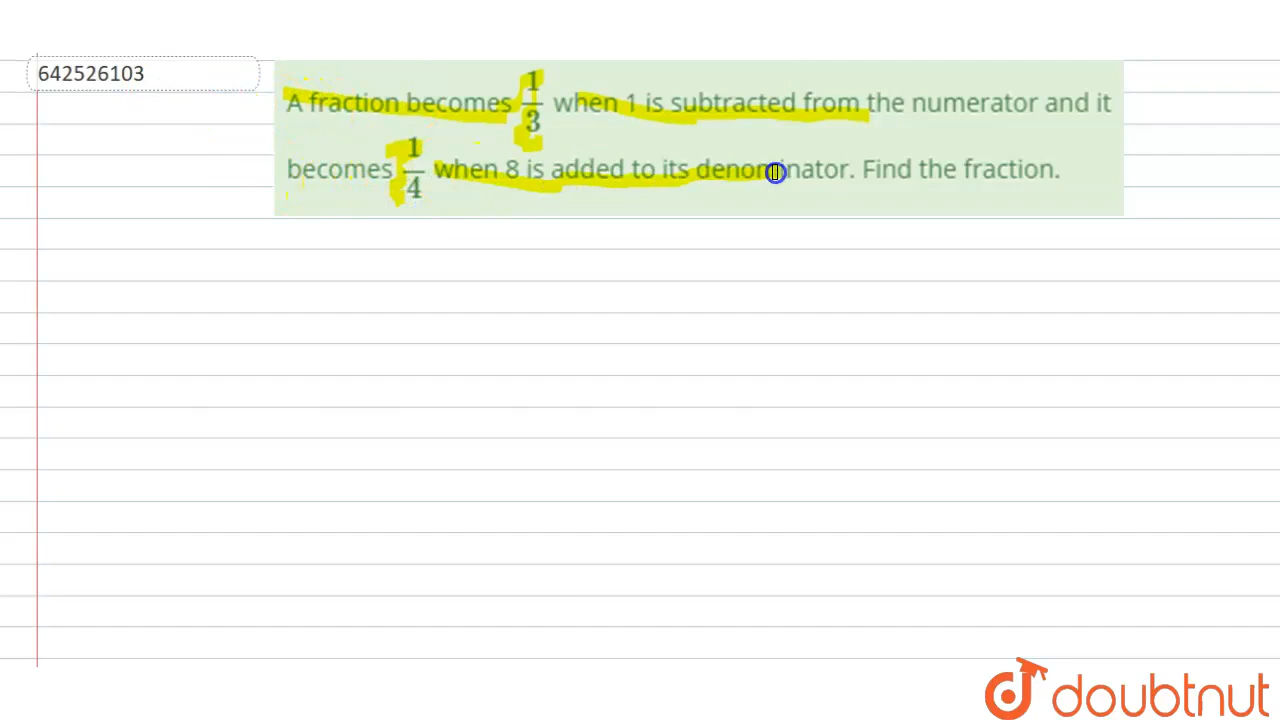 642526103
A fraction becomes 1/3 when 1 is subtracted from the numerator and it
becomes 1/4 when 8 is added to its denominator. Find the fraction.
doubtnut